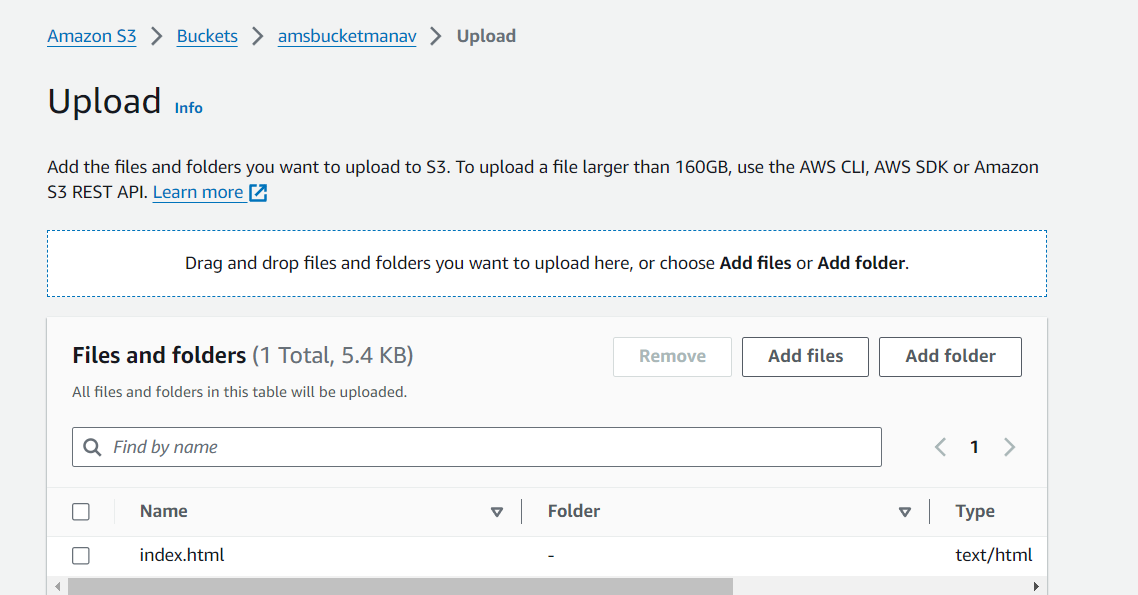 Amazon S3 > Buckets > amsbucketmanav > Upload
Upload Info
Add the files and folders you want to upload to S3. To upload a file larger than 160GB, use the AWS CLI, AWS SDK or Amazon
S3 REST API. Learn more
Drag and drop files and folders you want to upload here, or choose Add files or Add folder.
Files and folders (1 Total, 5.4 KB)
Remove Add files Add folder
All files and folders in this table will be uploaded.
Find by name
< 1 >
Name Folder Type
index.html - text/html